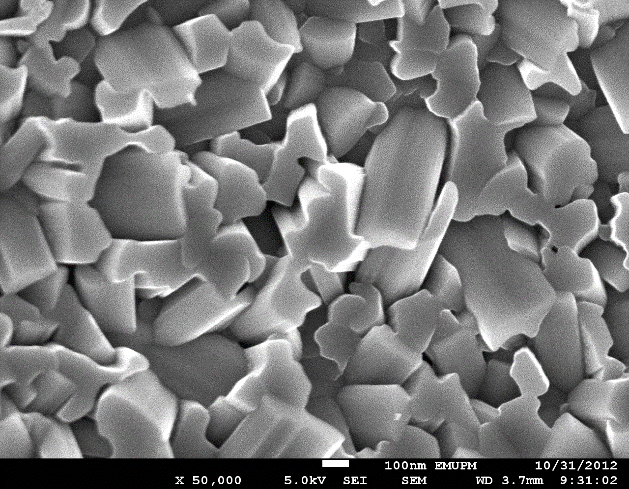 100nm EMUPM 10/31/2012
X 50,000 5.0kV SEI SEM WD 3.7mm 9:31:02